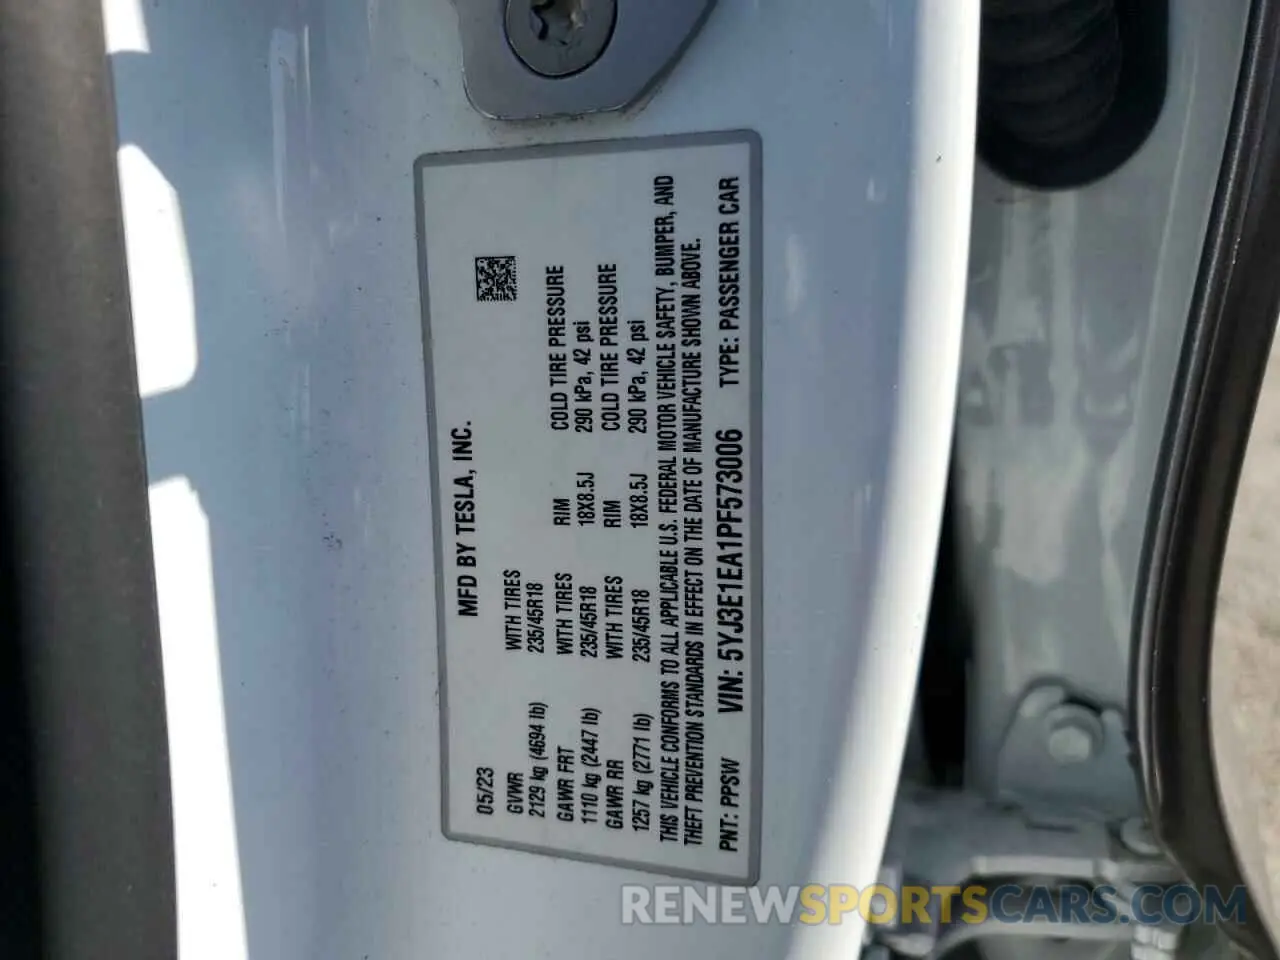 MFD BY TESLA, INC.
05/23
GVWR WITH TIRES
2129 kg (4694 lb) 235/45R18
GAWR FRT WITH TIRES RIM COLD TIRE PRESSURE
1110 kg (2447 lb) 235/45R18 18X8.5J 290 kPa, 42 psi
GAWR RR WITH TIRES RIM COLD TIRE PRESSURE
1257 kg (2771 lb) 235/45R18 18X8.5J 290 kPa, 42 psi
THIS VEHICLE CONFORMS TO ALL APPLICABLE U.S. FEDERAL MOTOR VEHICLE SAFETY, BUMPER, AND
THEFT PREVENTION STANDARDS IN EFFECT ON THE DATE OF MANUFACTURE SHOWN ABOVE.
PNT: PPSW VIN: 5YJ3E1EA1PF573006 TYPE: PASSENGER CAR
RENEWSPORTSCARS.COM